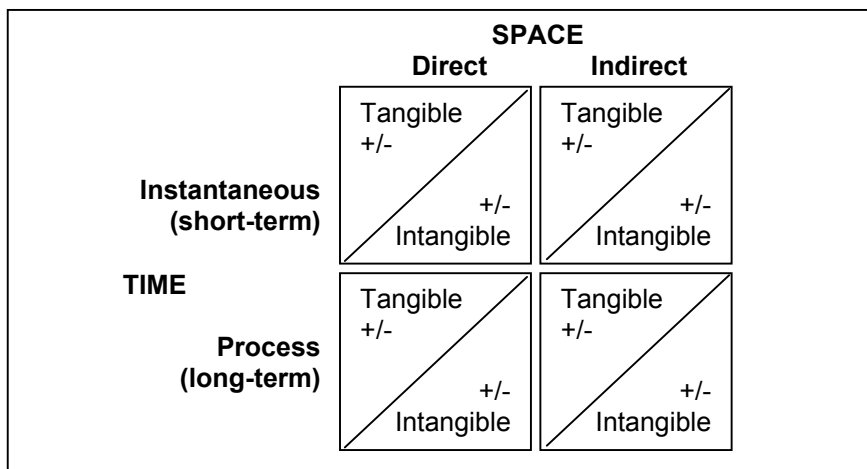 SPACE
Direct Indirect
Tangible Tangible
+/- +/-
Instantaneous
(short-term)
+/- +/-
Intangible Intangible
TIME
Tangible Tangible
+/- +/-
Process
(long-term)
+/- +/-
Intangible Intangible